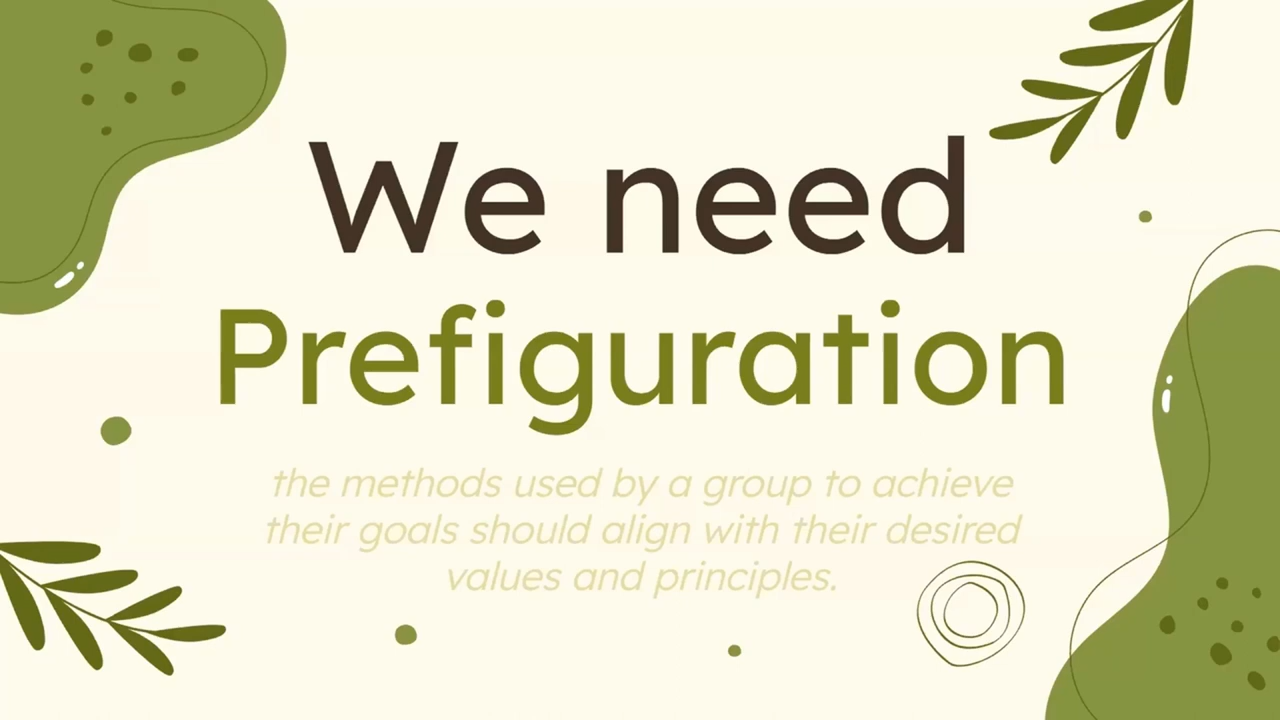 We need
Prefiguration
the methods used by a group to achieve
their goals should align with their desired
values and principles.